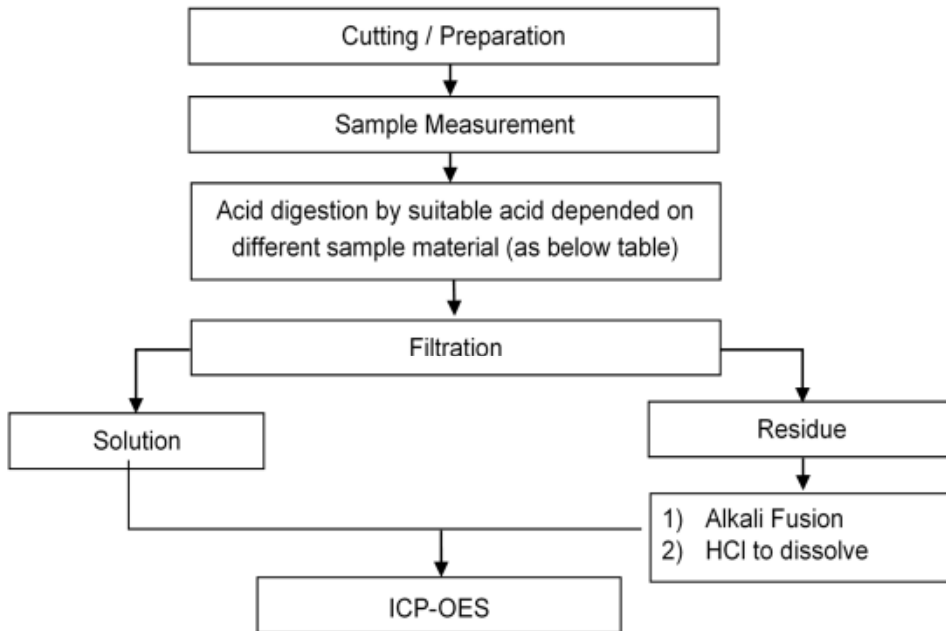 Cutting / Preparation
Sample Measurement
Acid digestion by suitable acid depended on
different sample material (as below table)
Filtration
Solution
Residue
1) Alkali Fusion
2) HCl to dissolve
ICP-OES